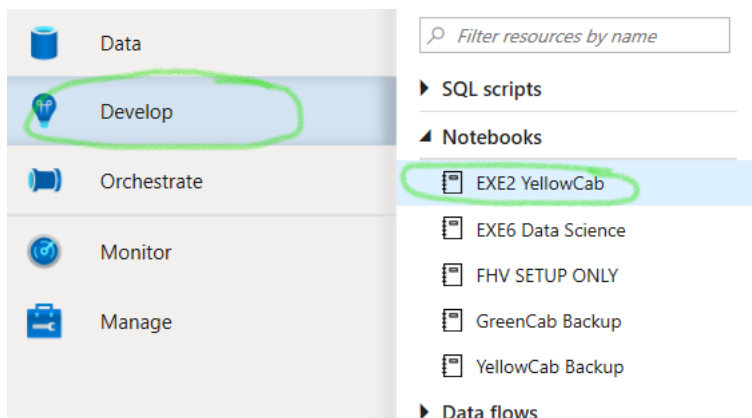 Data
Develop
Orchestrate
Monitor
Manage
Filter resources by name
SQL scripts
Notebooks
EXE2 YellowCab
EXE6 Data Science
FHV SETUP ONLY
GreenCab Backup
YellowCab Backup
Data flows